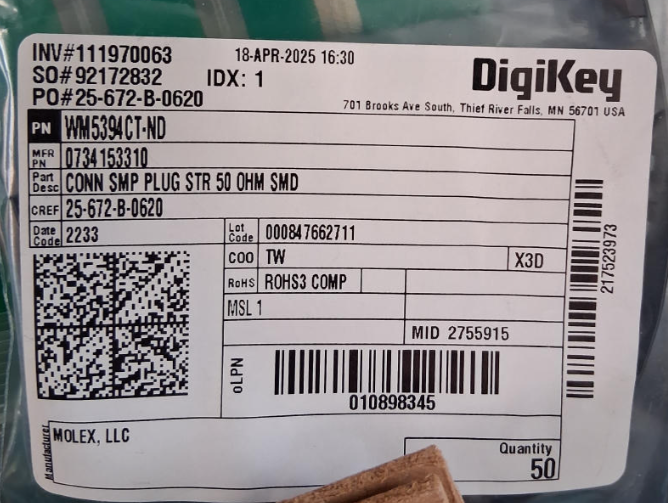 INV#111970063
18-APR-2025 16:30
SO#92172832
IDX: 1
PO#25-672-B-0620
DigiKey
701 Brooks Ave South, Thief River Falls, MN 56701 USA
PN WM5394CT-ND
MFR PN 0734153310
Part Desc CONN SMP PLUG STR 50 OHM SMD
CREF 25-672-B-0620
Date Code 2233
Lot Code 000847662711
COO TW
X3D
RoHS ROHS3 COMP
MSL 1
MID 2755915
oLPN
010898345
217523973
Manufacturer MOLEX, LLC
Quantity
50